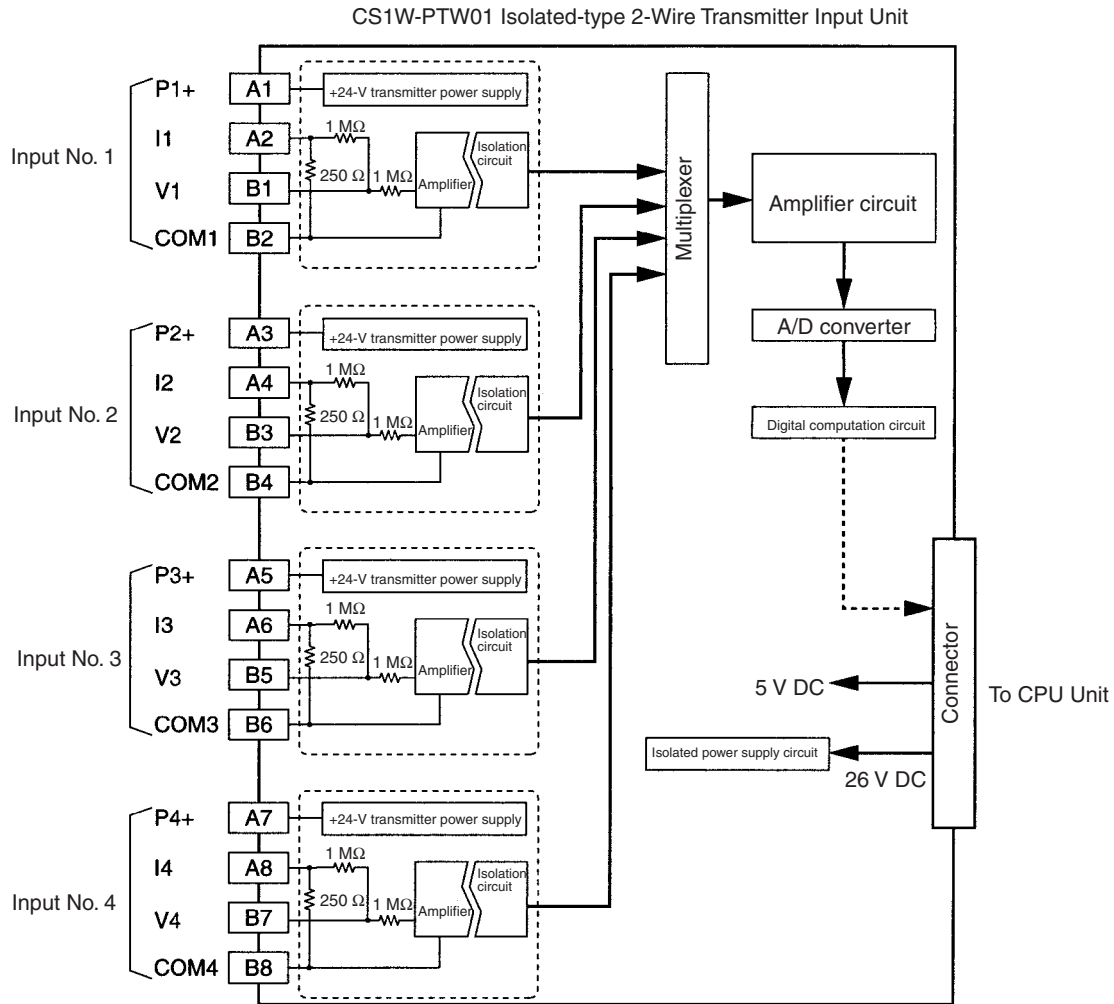 CS1W-PTW01 Isolated-type 2-Wire Transmitter Input Unit
Input No. 1
P1+
A1
+24-V transmitter power supply
I1
A2
1 MΩ
250 Ω
V1
B1
1 MΩ
Amplifier
Isolation
circuit
COM1
B2
Input No. 2
P2+
A3
+24-V transmitter power supply
I2
A4
1 MΩ
250 Ω
V2
B3
1 MΩ
Amplifier
Isolation
circuit
COM2
B4
Input No. 3
P3+
A5
+24-V transmitter power supply
I3
A6
1 MΩ
250 Ω
V3
B5
1 MΩ
Amplifier
Isolation
circuit
COM3
B6
Input No. 4
P4+
A7
+24-V transmitter power supply
I4
A8
1 MΩ
250 Ω
V4
B7
1 MΩ
Amplifier
Isolation
circuit
COM4
B8
Multiplexer
Amplifier circuit
A/D converter
Digital computation circuit
5 V DC
Isolated power supply circuit
26 V DC
Connector
To CPU Unit